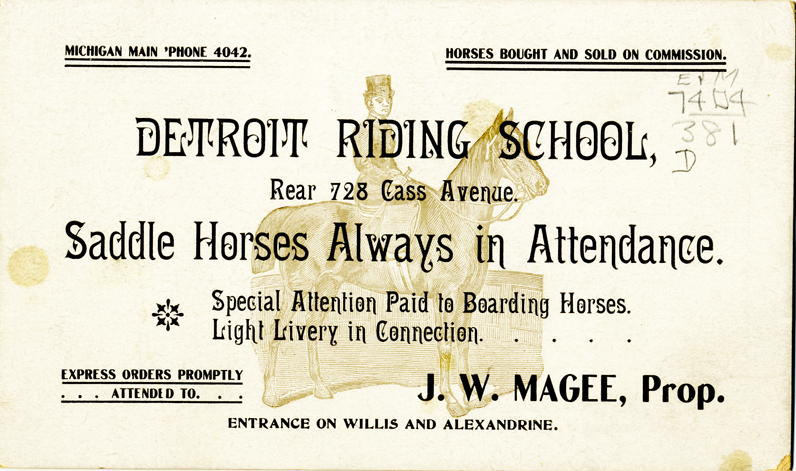 MICHIGAN MAIN 'PHONE 4042.
HORSES BOUGHT AND SOLD ON COMMISSION.
E & M
74 D4
381
D
DETROIT RIDING SCHOOL,
Rear 728 Cass Avenue.
Saddle Horses Always in Attendance.
Special Attention Paid to Boarding Horses.
Light Livery in Connection. . . . .
EXPRESS ORDERS PROMPTLY
. . . ATTENDED TO. . .
J. W. MAGEE, Prop.
ENTRANCE ON WILLIS AND ALEXANDRINE.